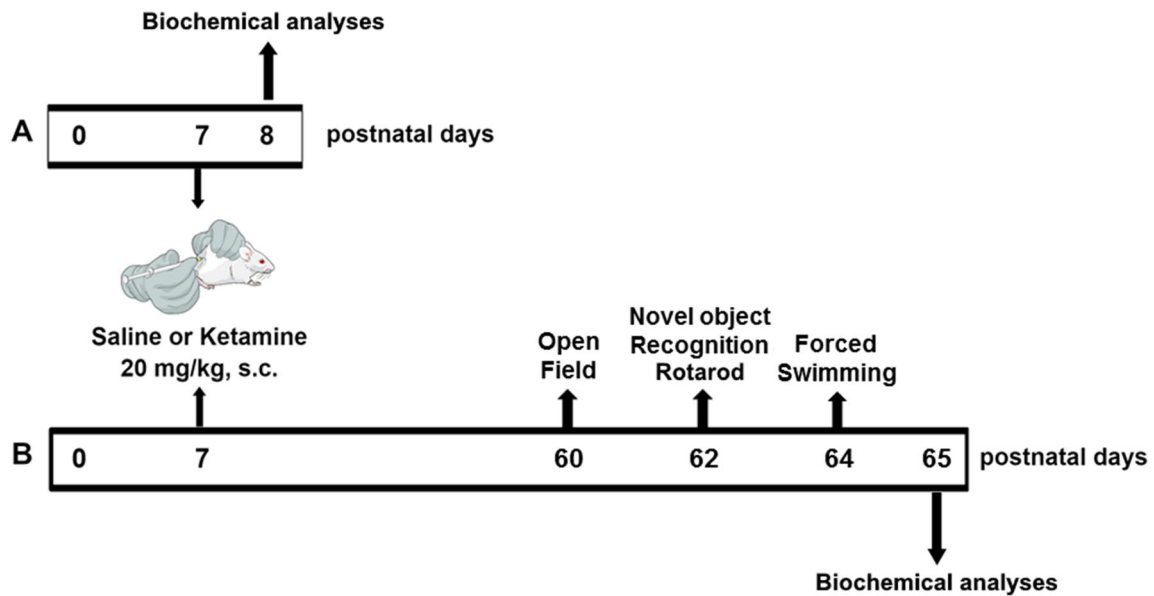 Biochemical analyses
A 0 7 8 postnatal days
Saline or Ketamine
20 mg/kg, s.c.
Open
Field
Novel object
Recognition
Rotarod
Forced
Swimming
B 0 7 60 62 64 65 postnatal days
Biochemical analyses